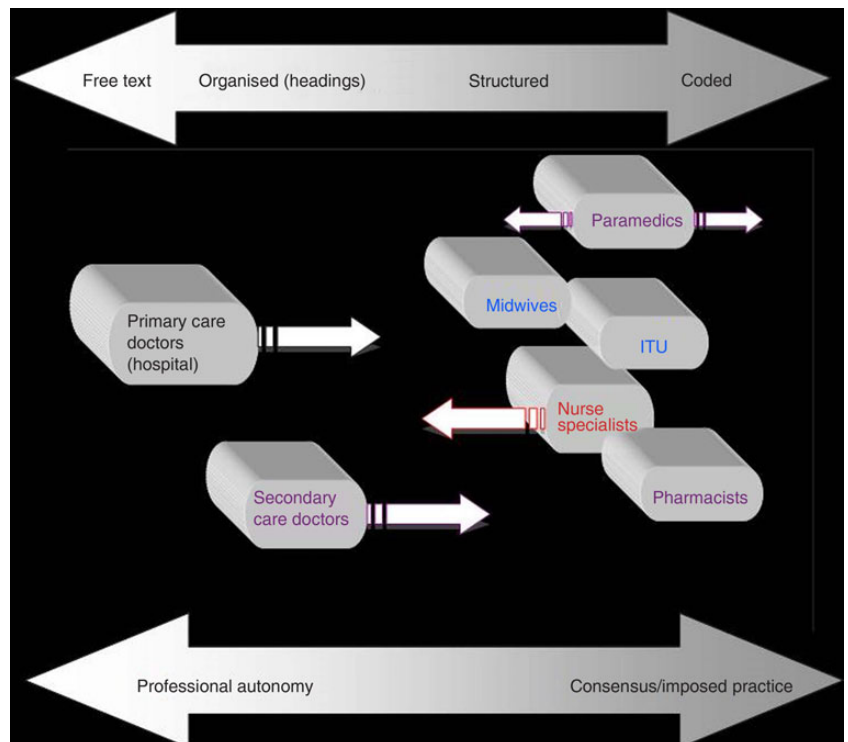 Free text Organised (headings) Structured Coded
Paramedics
Midwives
Primary care
doctors
(hospital)
ITU
Nurse
specialists
Secondary
care doctors
Pharmacists
Professional autonomy Consensus/imposed practice